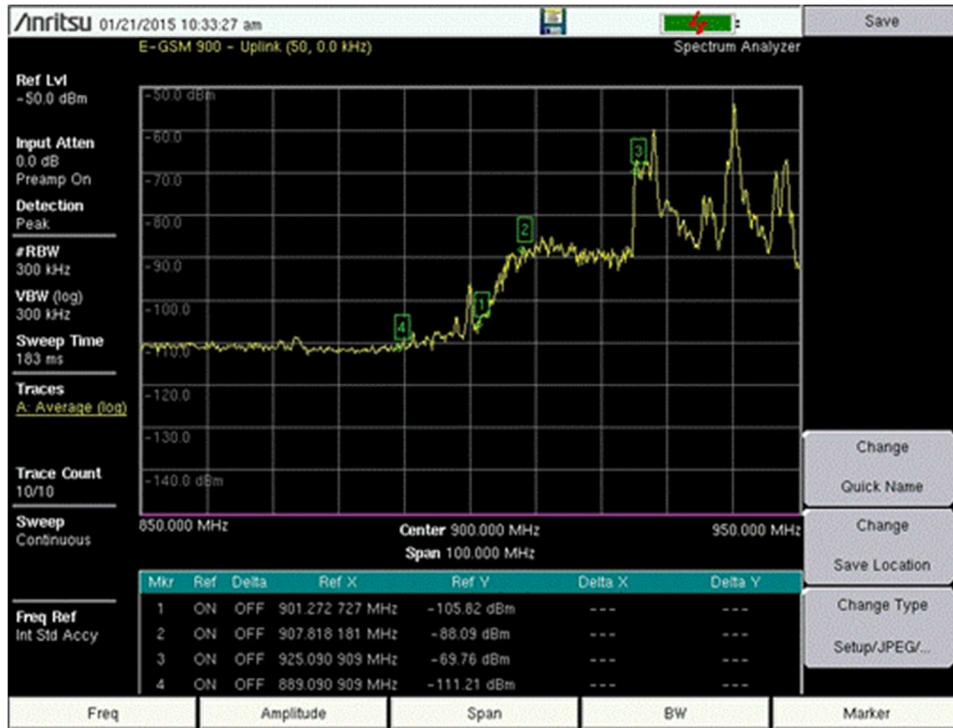 Anritsu 01/21/2015 10:33:27 am
Save
E-GSM 900 - Uplink (50, 0.0 kHz)
Spectrum Analyzer
Ref Lvl
-50.0 dBm
Input Atten
0.0 dB
Preamp On
Detection
Peak
#RBW
300 kHz
VBW (log)
300 kHz
Sweep Time
183 ms
Traces
A: Average (log)
Trace Count
10/10
Sweep
Continuous
Freq Ref
Int Std Accy
-50.0 dBm
-60.0
-70.0
-80.0
-90.0
-100.0
-110.0
-120.0
-130.0
-140.0 dBm
1
2
3
4
850.000 MHz
Center 900.000 MHz
950.000 MHz
Span 100.000 MHz
Mkr Ref Delta Ref X Ref Y Delta X Delta Y
1 ON OFF 901.272 727 MHz -105.82 dBm --- ---
2 ON OFF 907.818 181 MHz -88.09 dBm --- ---
3 ON OFF 925.090 909 MHz -69.76 dBm --- ---
4 ON OFF 889.090 909 MHz -111.21 dBm --- ---
Change
Quick Name
Change
Save Location
Change Type
Setup/JPEG/...
Freq
Amplitude
Span
BW
Marker